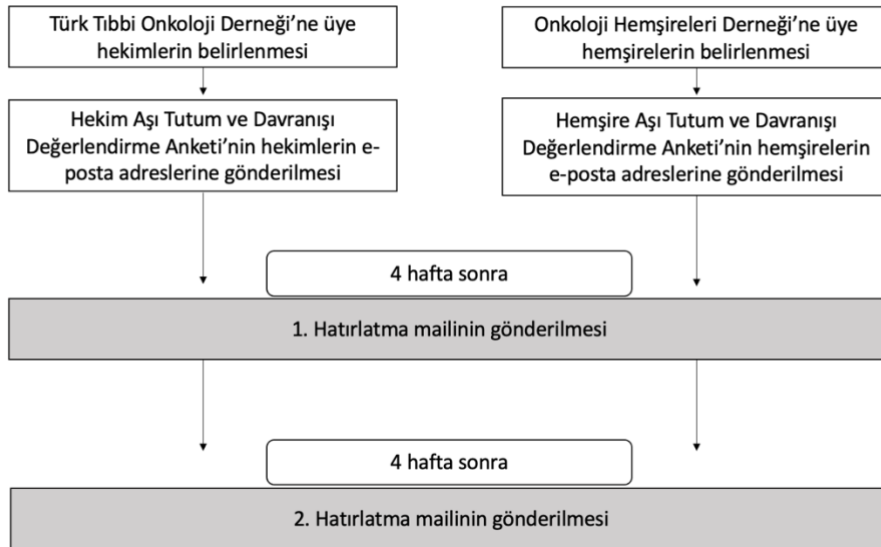 Türk Tıbbi Onkoloji Derneği'ne üye
hekimlerin belirlenmesi
Onkoloji Hemşireleri Derneği'ne üye
hemşirelerin belirlenmesi
Hekim Aşı Tutum ve Davranışı
Değerlendirme Anketi'nin hekimlerin e-
posta adreslerine gönderilmesi
Hemşire Aşı Tutum ve Davranışı
Değerlendirme Anketi'nin hemşirelerin
e-posta adreslerine gönderilmesi
4 hafta sonra
1. Hatırlatma mailinin gönderilmesi
4 hafta sonra
2. Hatırlatma mailinin gönderilmesi